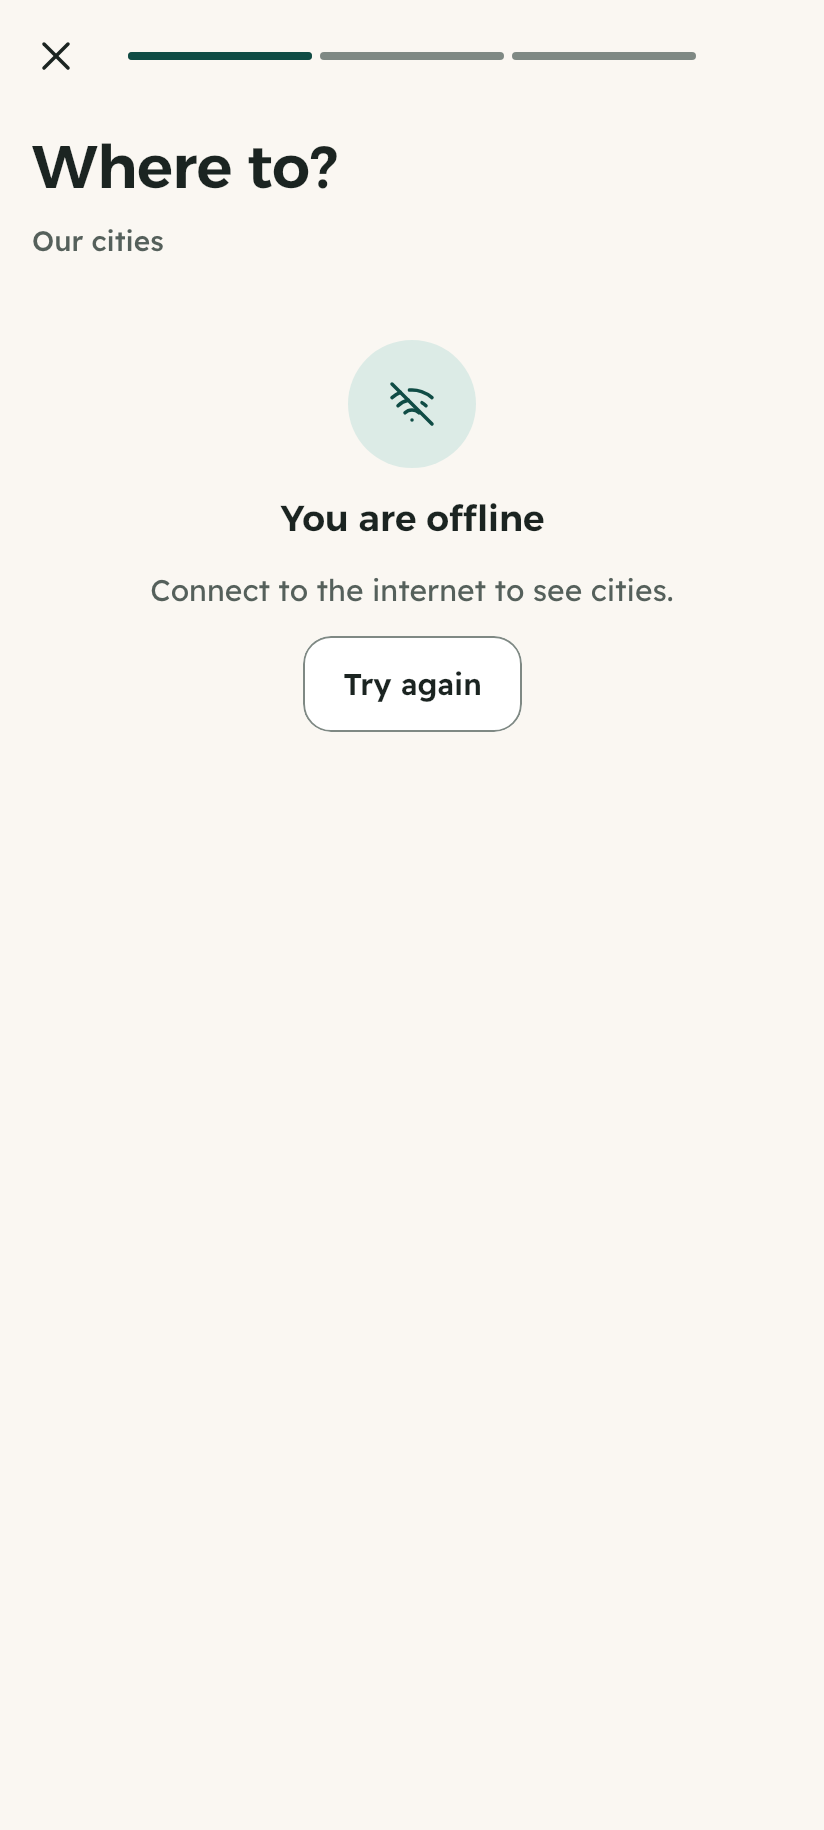 Where to?
Our cities
You are offline
Connect to the internet to see cities.
Try again